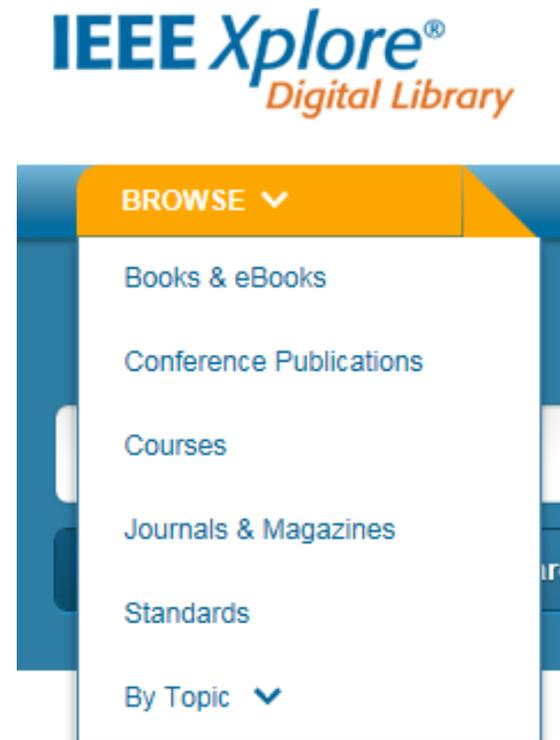 IEEE Xplore®
Digital Library
BROWSE
Books & eBooks
Conference Publications
Courses
Journals & Magazines
Standards
By Topic